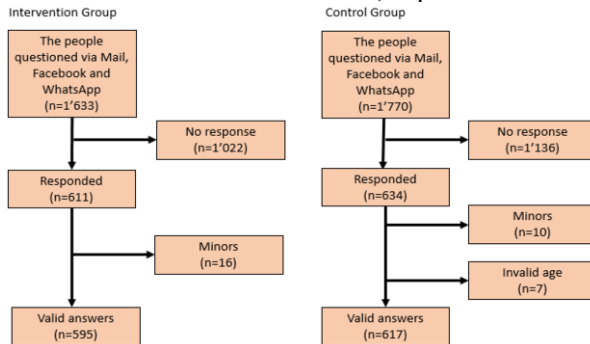 Intervention Group
The people
questioned via Mail,
Facebook and
WhatsApp
(n=1'633)
No response
(n=1'022)
Responded
(n=611)
Minors
(n=16)
Valid answers
(n=595)
Control Group
The people
questioned via Mail,
Facebook and
WhatsApp
(n=1'770)
No response
(n=1'136)
Responded
(n=634)
Minors
(n=10)
Invalid age
(n=7)
Valid answers
(n=617)